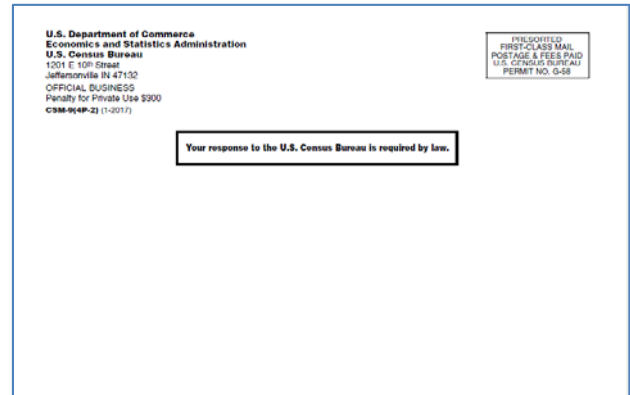 U.S. Department of Commerce
Economics and Statistics Administration
U.S. Census Bureau
1201 E 10th Street
Jeffersonville IN 47132
OFFICIAL BUSINESS
Penalty for Private Use $300
CSM-9(4P-2) (1-2017)
PRESORTED
FIRST-CLASS MAIL
POSTAGE & FEES PAID
U.S. CENSUS BUREAU
PERMIT NO. G-58
Your response to the U.S. Census Bureau is required by law.